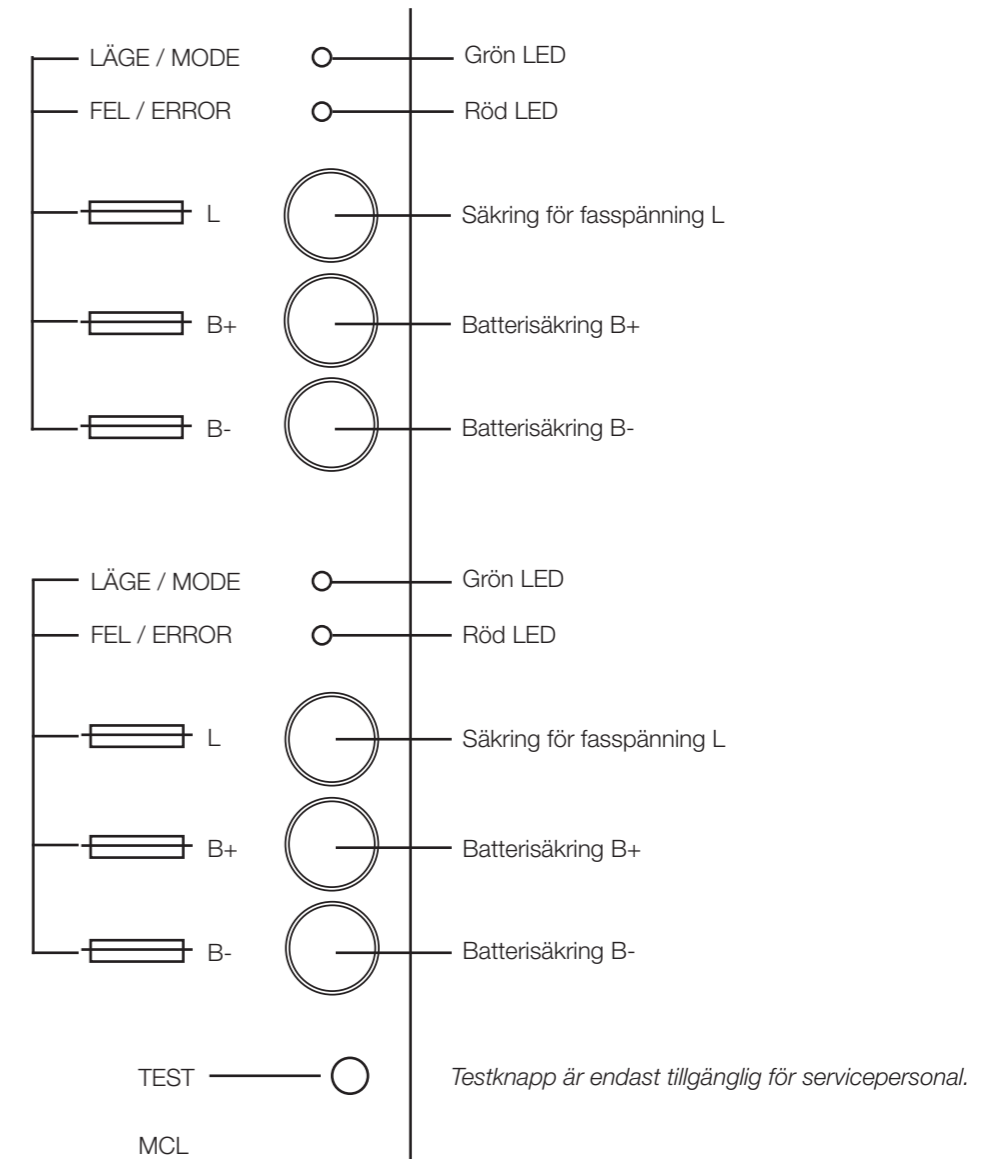 LÄGE / MODE Grön LED
FEL / ERROR Röd LED
L Säkring för fasspänning L
B+ Batterisäkring B+
B- Batterisäkring B-
LÄGE / MODE Grön LED
FEL / ERROR Röd LED
L Säkring för fasspänning L
B+ Batterisäkring B+
B- Batterisäkring B-
TEST Testknapp är endast tillgänglig för servicepersonal.
MCL